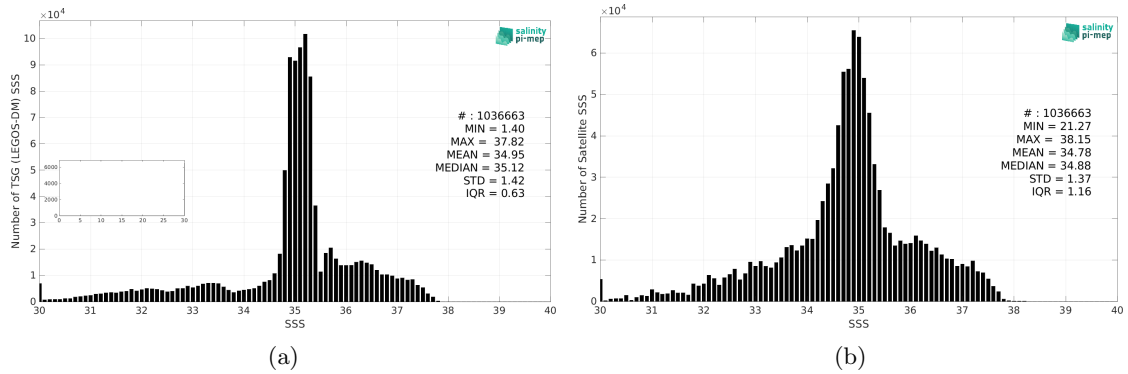 ×10⁴
10
9
8
7
6
5
4
3
2
1
0
Number of TSG (LEGOS-DM) SSS
salinity
pi-mep
# : 1036663
MIN = 1.40
MAX = 37.82
MEAN = 34.95
MEDIAN = 35.12
STD = 1.42
IQR = 0.63
6000
4000
2000
0
0 5 10 15 20 25 30
30 31 32 33 34 35 36 37 38 39 40
SSS
(a)
×10⁴
6
5
4
3
2
1
0
Number of Satellite SSS
salinity
pi-mep
# : 1036663
MIN = 21.27
MAX = 38.15
MEAN = 34.78
MEDIAN = 34.88
STD = 1.37
IQR = 1.16
30 31 32 33 34 35 36 37 38 39 40
SSS
(b)